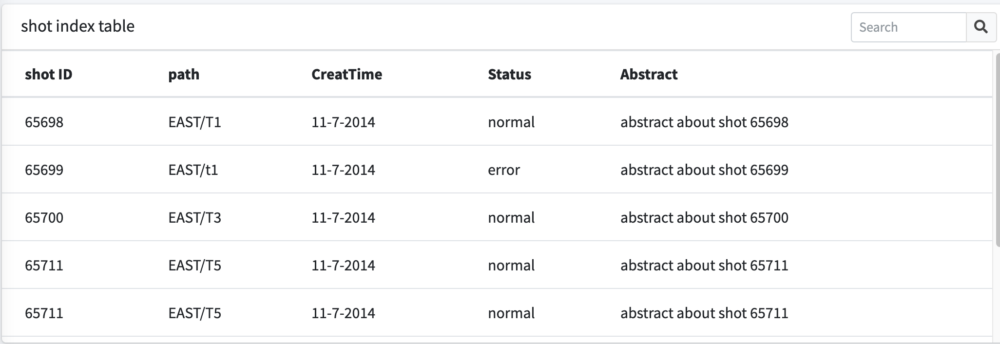 shot index table
Search
shot ID path CreatTime Status Abstract
65698 EAST/T1 11-7-2014 normal abstract about shot 65698
65699 EAST/t1 11-7-2014 error abstract about shot 65699
65700 EAST/T3 11-7-2014 normal abstract about shot 65700
65711 EAST/T5 11-7-2014 normal abstract about shot 65711
65711 EAST/T5 11-7-2014 normal abstract about shot 65711